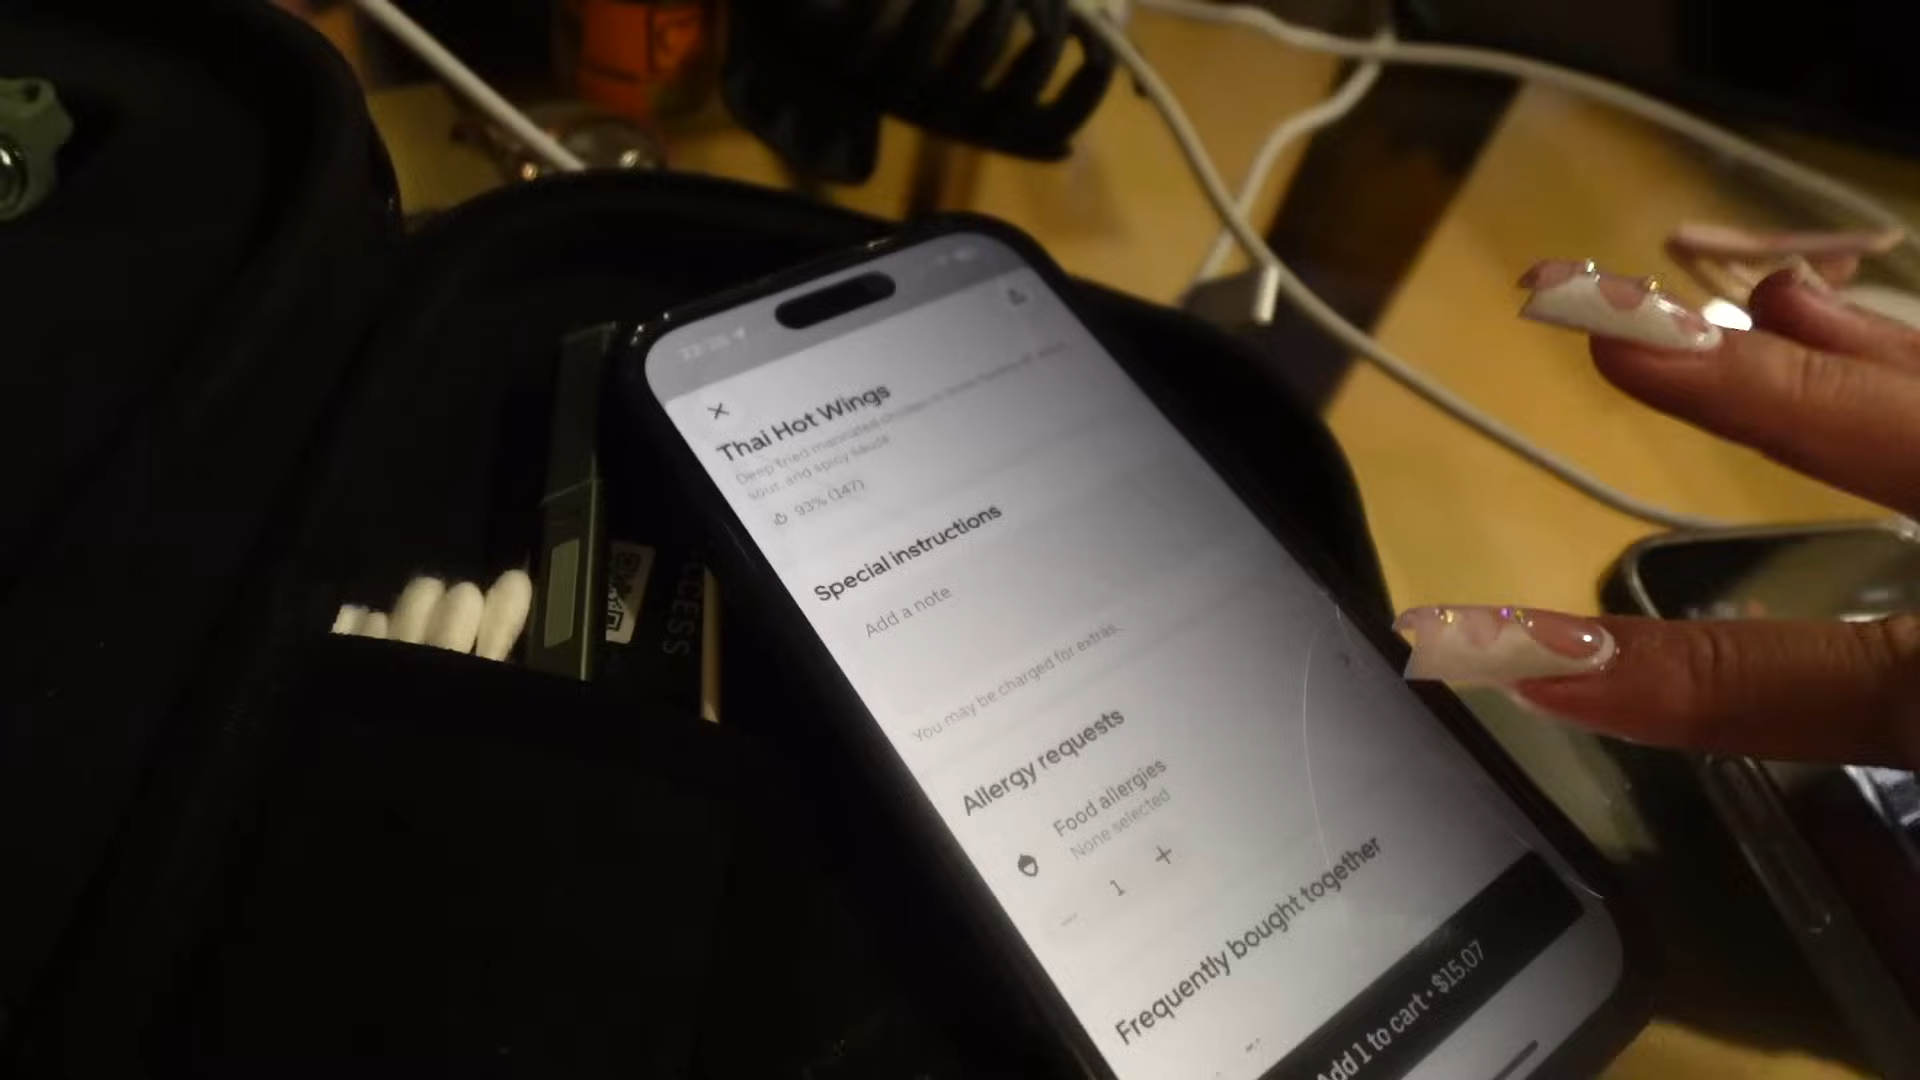 Thai Hot Wings
Deep fried marinated chicken
sour and spicy sauce
93% (147)
Special instructions
Add a note
You may be charged for extras.
Allergy requests
Food allergies
None selected
1
Frequently bought together
Add 1 to cart • $15.07
CCESS